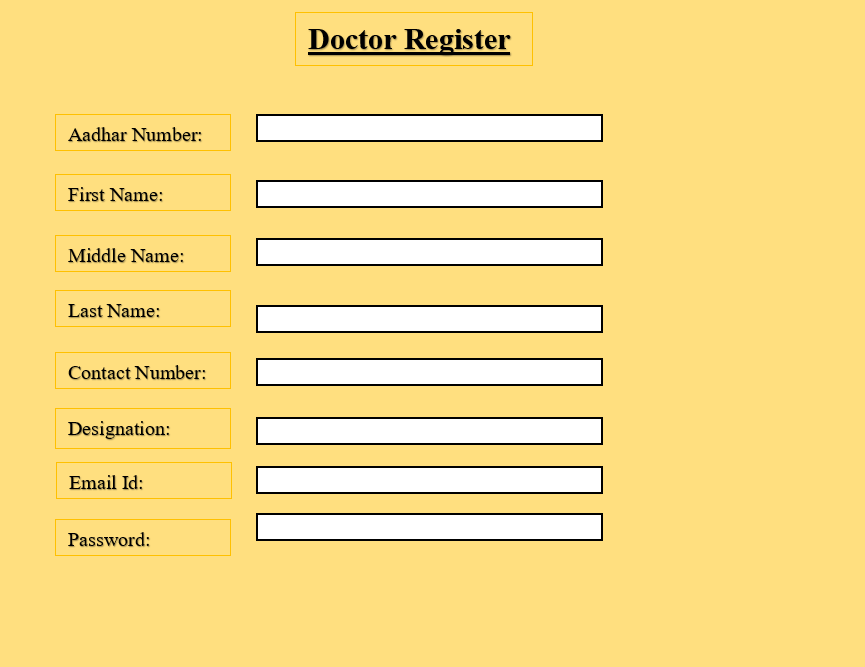 Doctor Register
Aadhar Number:
First Name:
Middle Name:
Last Name:
Contact Number:
Designation:
Email Id:
Password: